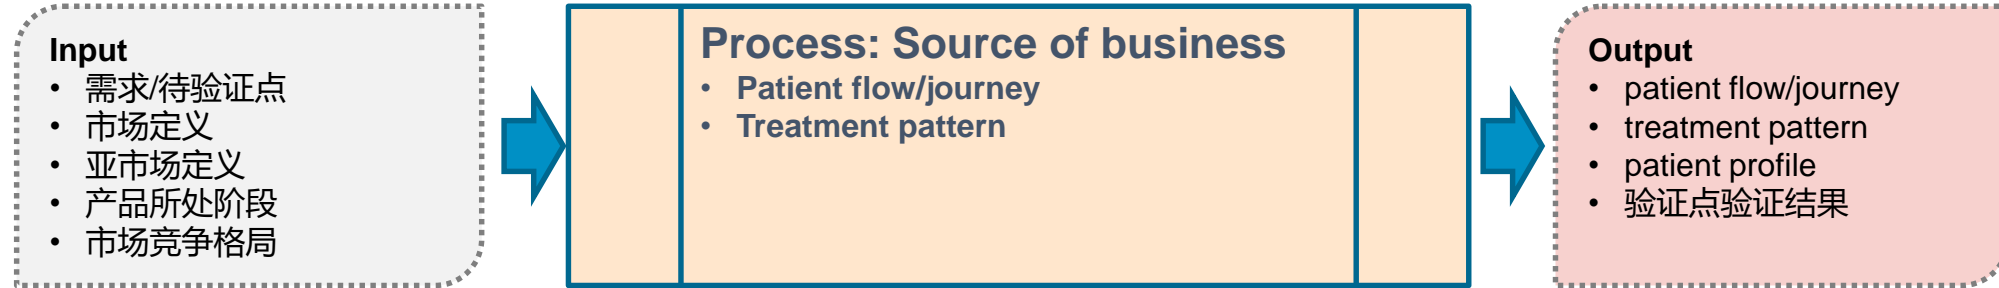 Input
• 需求/待验证点
• 市场定义
• 亚市场定义
• 产品所处阶段
• 市场竞争格局
Process: Source of business
• Patient flow/journey
• Treatment pattern
Output
• patient flow/journey
• treatment pattern
• patient profile
• 验证点验证结果